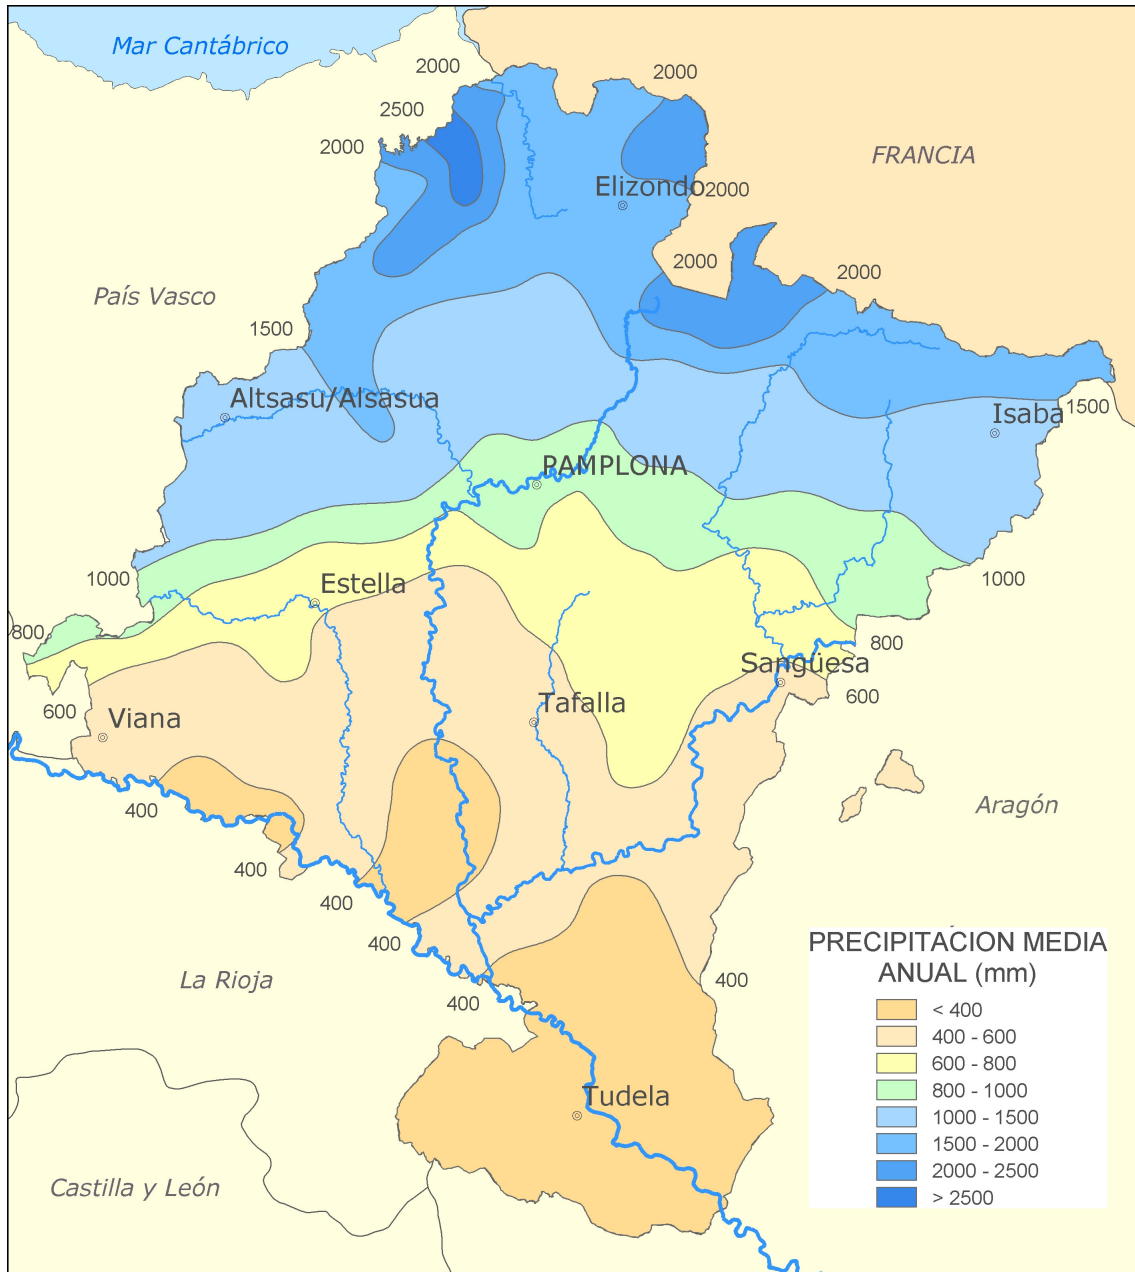 Mar Cantábrico
2000
2000
2500
2000
FRANCIA
Elizondo
2000
2000
2000
País Vasco
1500
Altsasu/Alsasua
Isaba
1500
PAMPLONA
1000
Estella
1000
800
800
Sangüesa
600
600
Viana
Tafalla
400
Aragón
400
400
400
La Rioja
400
400
PRECIPITACION MEDIA
ANUAL (mm)
< 400
400 - 600
600 - 800
800 - 1000
1000 - 1500
1500 - 2000
2000 - 2500
> 2500
Tudela
Castilla y León